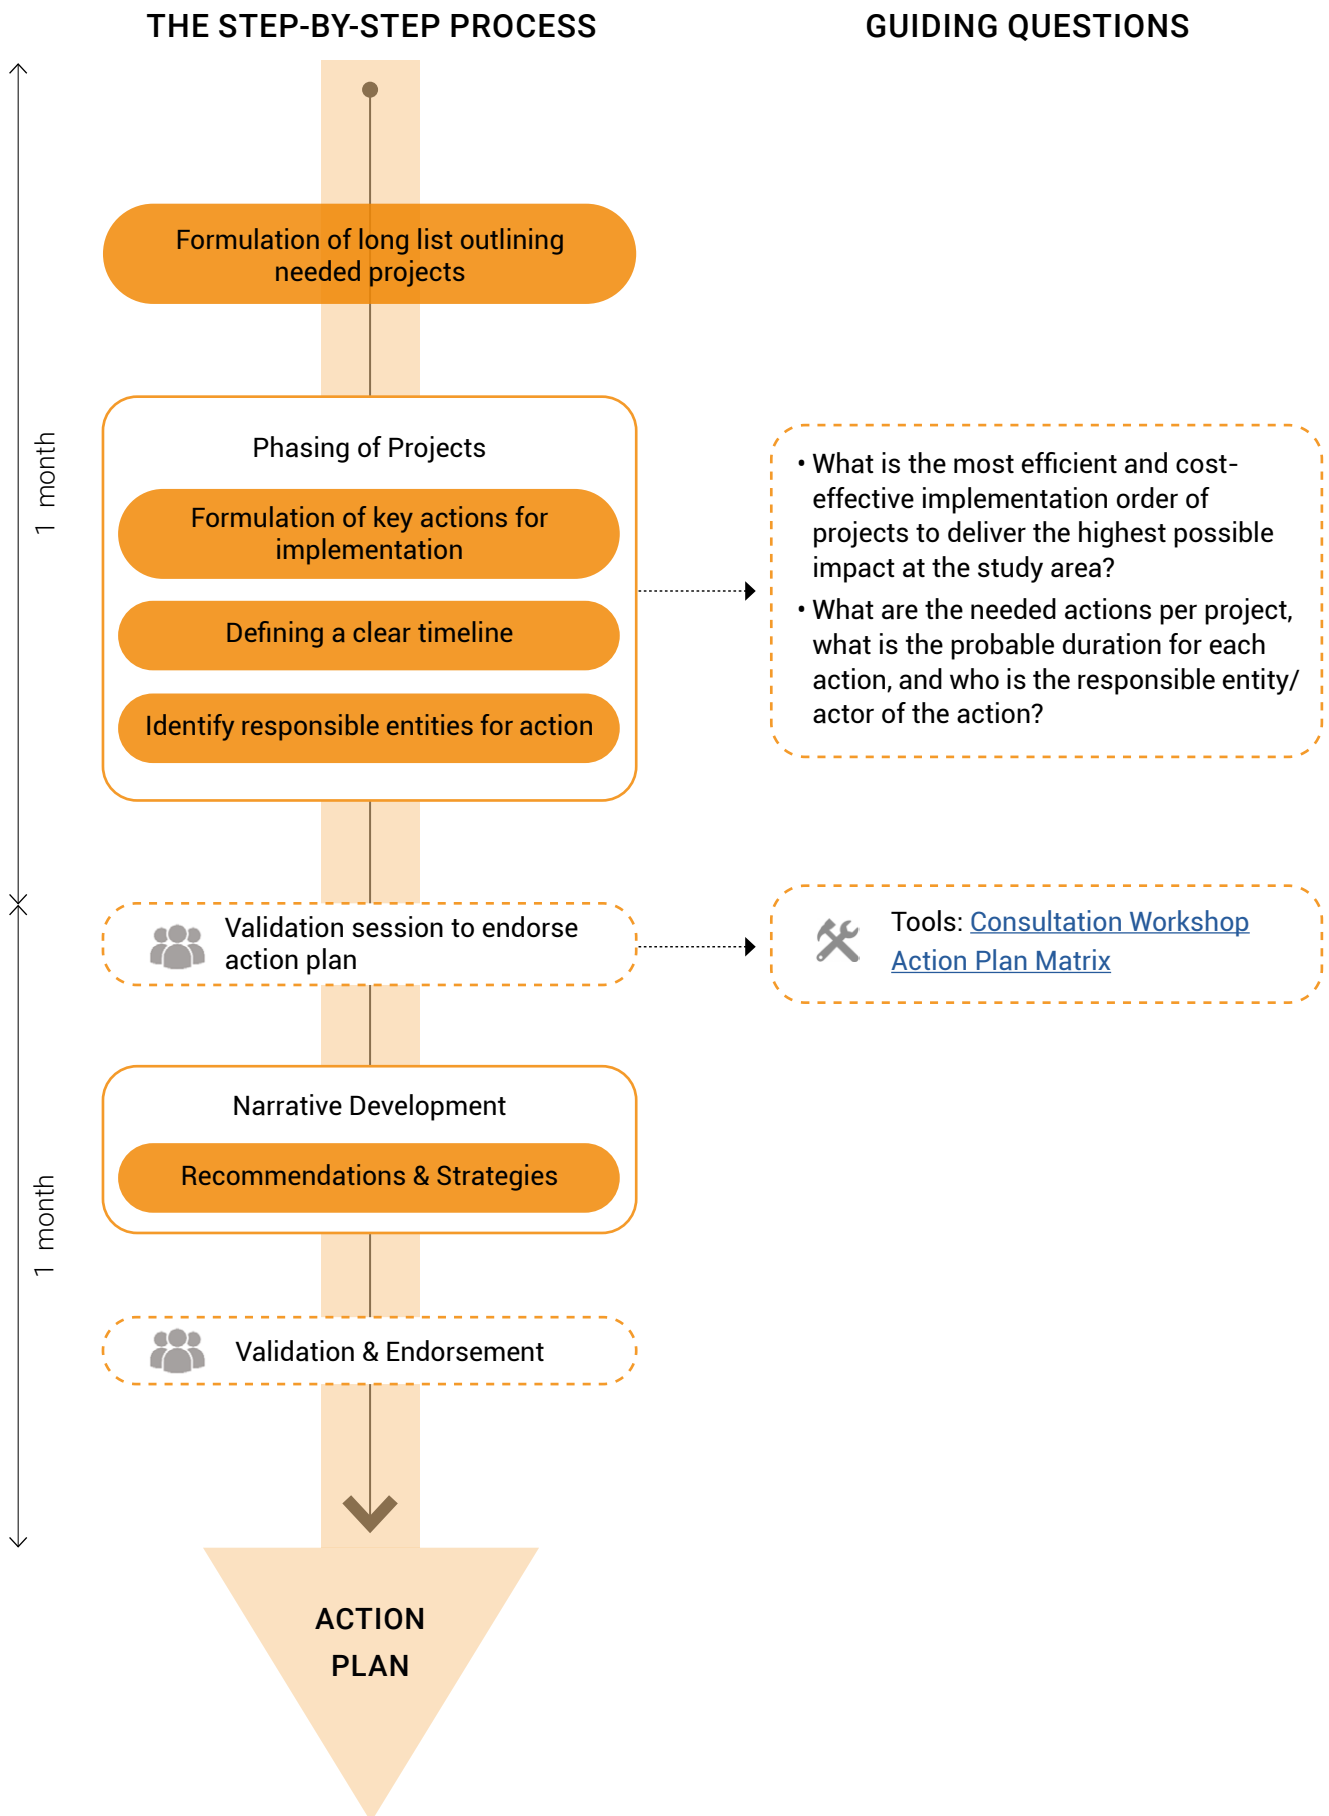 THE STEP-BY-STEP PROCESS
GUIDING QUESTIONS
1 month
Formulation of long list outlining
needed projects
Phasing of Projects
Formulation of key actions for
implementation
Defining a clear timeline
Identify responsible entities for action
• What is the most efficient and cost-
effective implementation order of
projects to deliver the highest possible
impact at the study area?
• What are the needed actions per project,
what is the probable duration for each
action, and who is the responsible entity/
actor of the action?
1 month
Validation session to endorse
action plan
Tools: Consultation Workshop
Action Plan Matrix
Narrative Development
Recommendations & Strategies
Validation & Endorsement
ACTION
PLAN